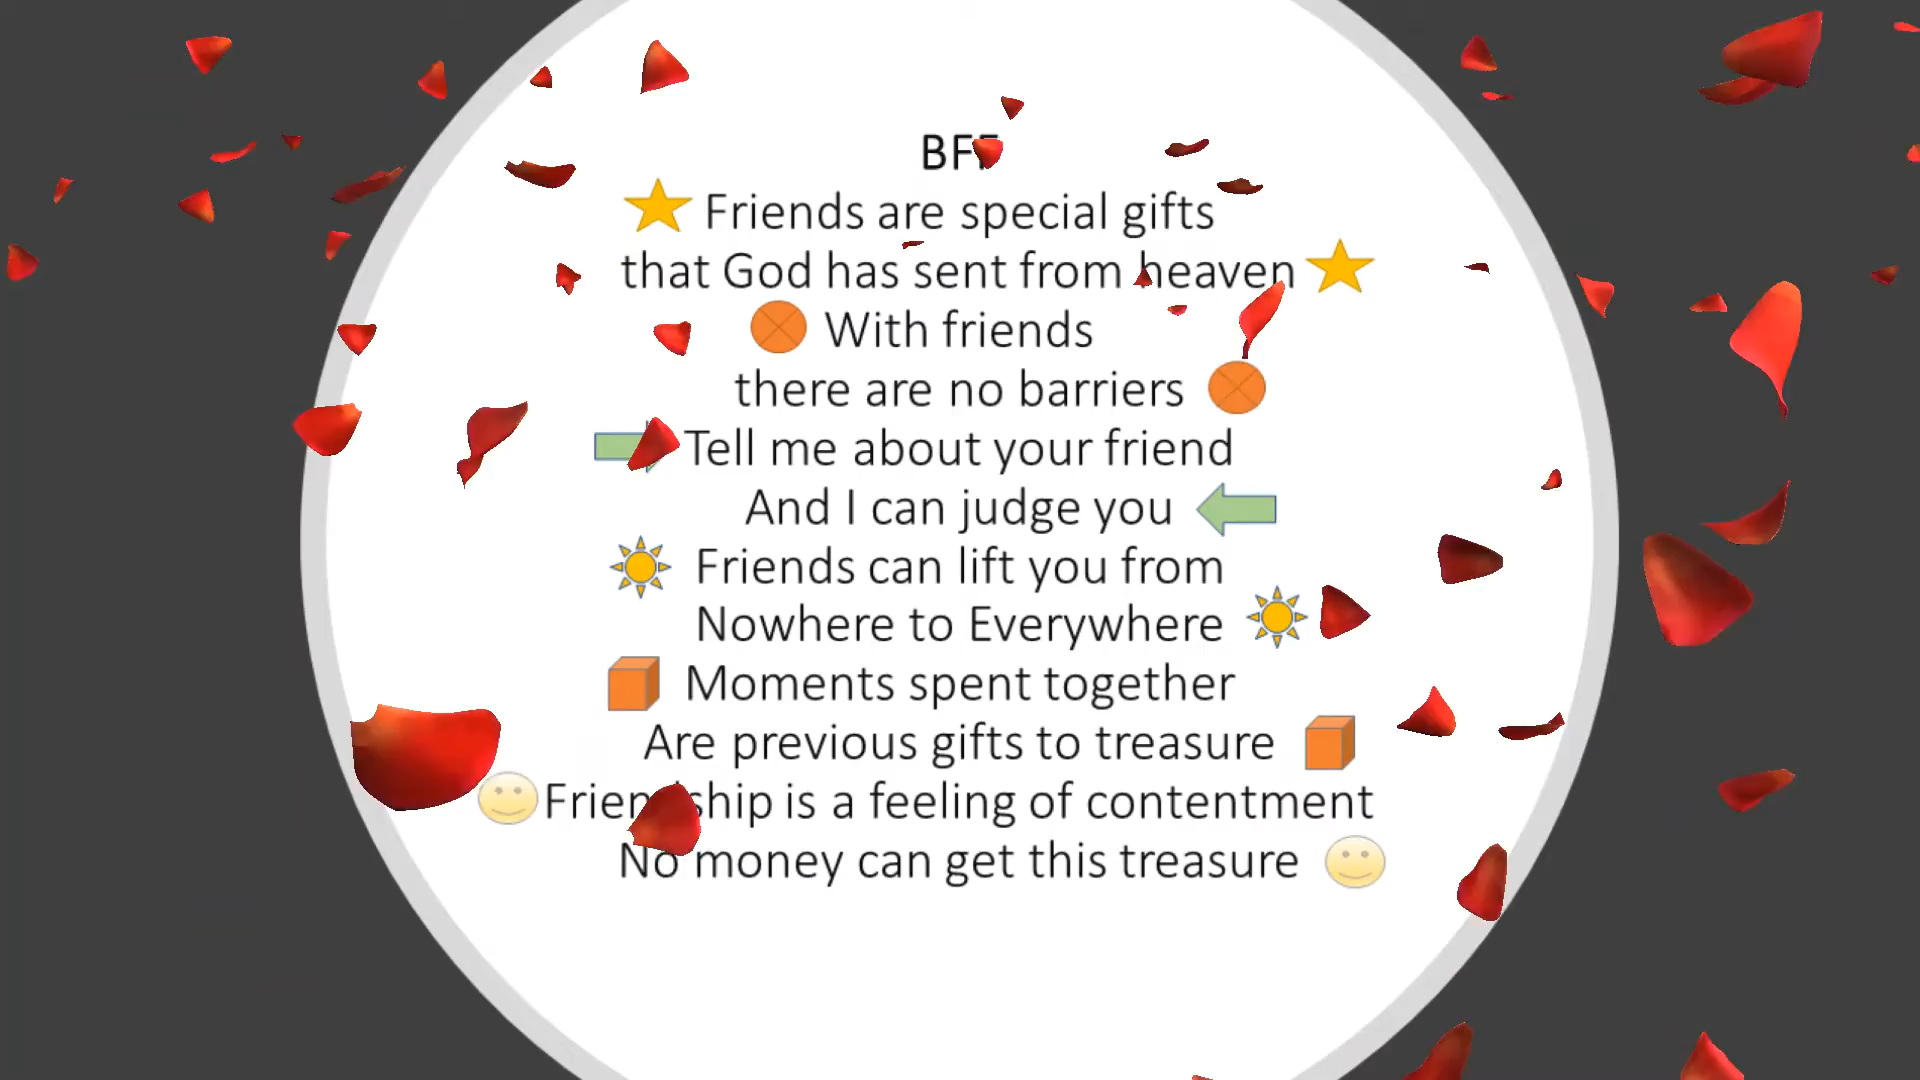 BFF
Friends are special gifts
that God has sent from heaven
With friends
there are no barriers
Tell me about your friend
And I can judge you
Friends can lift you from
Nowhere to Everywhere
Moments spent together
Are previous gifts to treasure
Friendship is a feeling of contentment
No money can get this treasure